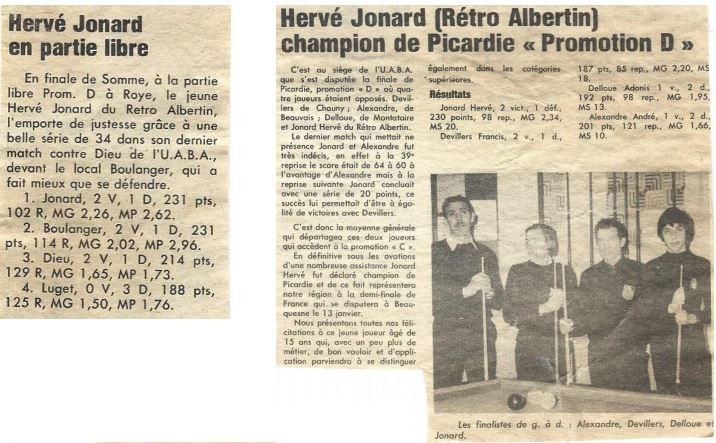 Hervé Jonard
en partie libre
En finale de Somme, à la partie
libre Prom. D à Roye, le jeune
Hervé Jonard du Retro Albertin,
l'emporte de justesse grâce à une
belle série de 34 dans son dernier
match contre Dieu de l'U.A.B.A.,
devant le local Boulanger, qui a
fait mieux que se défendre.
1. Jonard, 2 V, 1 D, 231 pts,
102 R, MG 2,26, MP 2,62.
2. Boulanger, 2 V, 1 D, 231
pts, 114 R, MG 2,02, MP 2,96.
3. Dieu, 2 V, 1 D, 214 pts,
129 R, MG 1,65, MP 1,73.
4. Luget, 0 V, 3 D, 188 pts,
125 R, MG 1,50, MP 1,76.
Hervé Jonard (Rétro Albertin)
champion de Picardie « Promotion D »
C'est au siège de l'U.A.B.A.
que s'est disputée la finale de
Picardie, promotion « D » où qua-
tre joueurs étaient opposés. Devil-
lers de Chauny ; Alexandre, de
Beauvais ; Delloue, de Montataire
et Jonard Hervé du Rétro Albertin.
Le dernier match qui mettait ne
présence Jonard et Alexandre fut
très indécis, en effet à la 39e
reprise le score était de 64 à 60 à
l'avantage d'Alexandre mais à la
reprise suivante Jonard concluait
avec une série de 20 points, ce
succès lui permettait d'être à éga-
lité de victoires avec Devillers.
C'est donc la moyenne générale
qui départagea ces deux joueurs
qui accèdent à la promotion « C ».
En définitive sous les ovations
d'une nombreuse assistance Jonard
Hervé fut déclaré champion de
Picardie et de ce fait représentera
notre région à la demi-finale de
France qui se disputera à Beau-
quesne le 13 janvier.
Nous présentons toutes nos féli-
citations à ce jeune joueur âgé de
15 ans qui, avec un peu plus de
métier, de bon vouloir et d'applica-
tion parviendra à se distinguer
également dans les catégories
supérieures.
Résultats
Jonard Hervé, 2 vict., 1 déf.,
230 points, 98 rep., MG 2,34,
MS 20.
Devillers Francis, 2 v., 1 d.,
187 pts, 85 rep., MG 2,20, MS
18.
Delloue Adonis 1 v., 2 d.,
192 pts, 98 rep., MG 1,95,
MS 13.
Alexandre André, 1 v., 2 d.,
201 pts, 121 rep., MG 1,66,
MS 10.
Les finalistes de g. à d. : Alexandre, Devillers, Delloue et
Jonard.